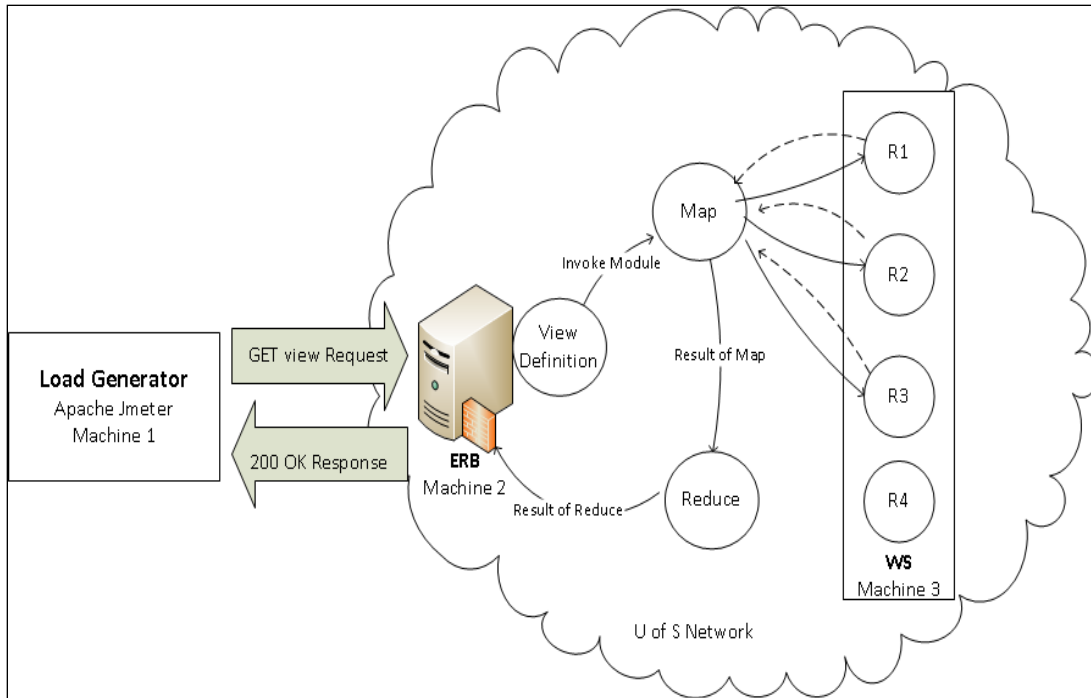 Load Generator
Apache Jmeter
Machine 1
GET view Request
200 OK Response
ERB
Machine 2
View
Definition
Invoke Module
Map
Result of Map
Reduce
Result of Reduce
R1
R2
R3
R4
WS
Machine 3
U of S Network